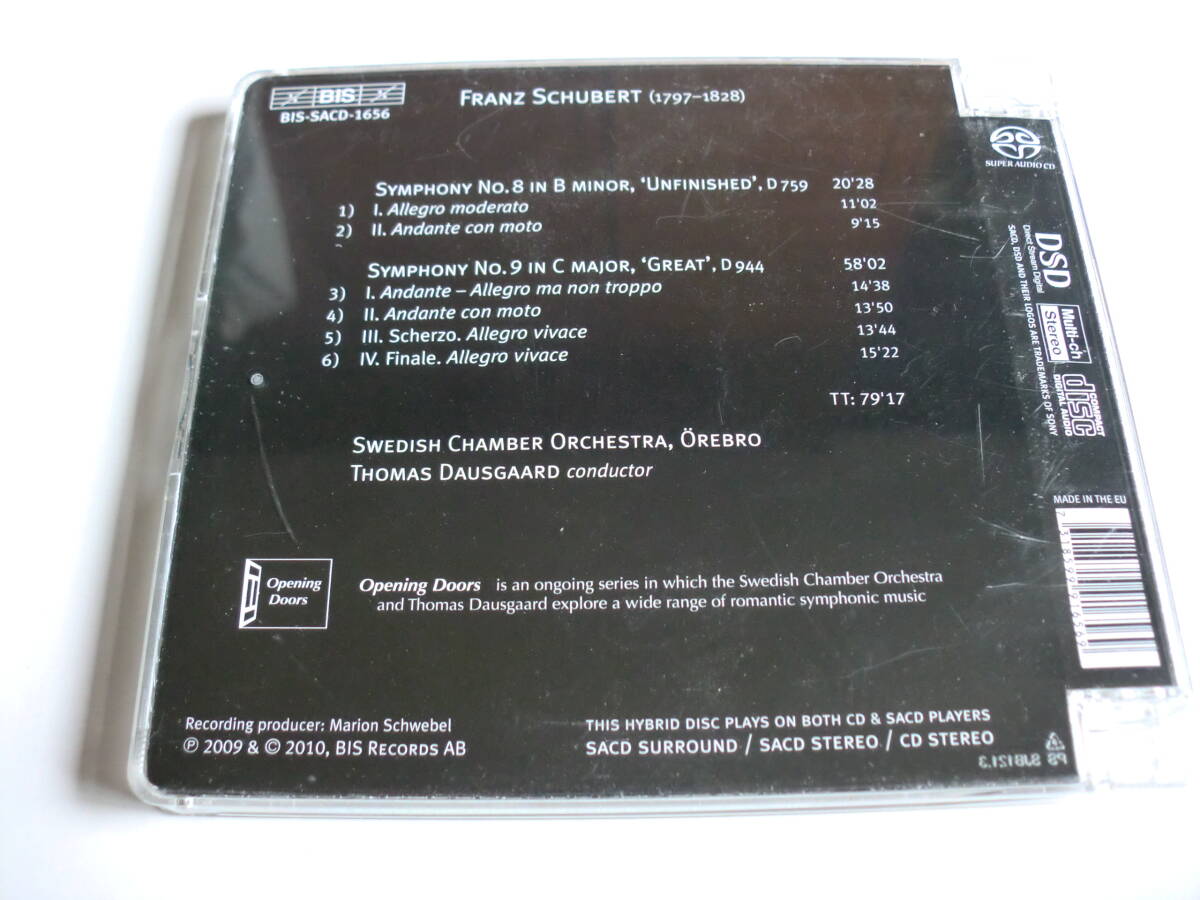 BIS
BIS-SACD-1656
FRANZ SCHUBERT (1797–1828)
SYMPHONY NO. 8 IN B MINOR, ‘UNFINISHED’, D 759 20'28
1) I. Allegro moderato 11'02
2) II. Andante con moto 9'15
SYMPHONY NO. 9 IN C MAJOR, ‘GREAT’, D 944 58'02
3) I. Andante – Allegro ma non troppo 14'38
4) II. Andante con moto 13'50
5) III. Scherzo. Allegro vivace 13'44
6) IV. Finale. Allegro vivace 15'22
TT: 79'17
SWEDISH CHAMBER ORCHESTRA, ÖREBRO
THOMAS DAUSGAARD conductor
Opening
Doors
Opening Doors is an ongoing series in which the Swedish Chamber Orchestra
and Thomas Dausgaard explore a wide range of romantic symphonic music
Recording producer: Marion Schwebel
℗ 2009 & © 2010, BIS RECORDS AB
THIS HYBRID DISC PLAYS ON BOTH CD & SACD PLAYERS
SACD SURROUND / SACD STEREO / CD STEREO
SUPER AUDIO CD
DSD
Direct Stream Digital
SACD, DSD AND THEIR LOGOS ARE TRADEMARKS OF SONY
Multi-ch
Stereo
COMPACT
disc
DIGITAL AUDIO
MADE IN THE EU
7 318599 916569
PS SJB121.3